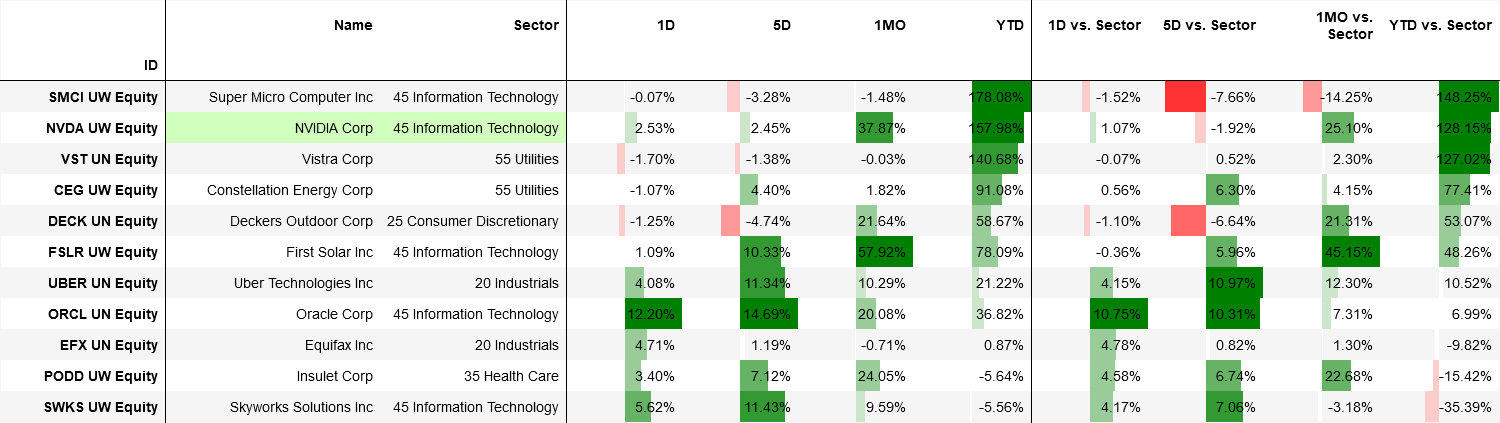 Name Sector 1D 5D 1MO YTD 1D vs. Sector 5D vs. Sector 1MO vs. Sector YTD vs. Sector
ID
SMCI UW Equity Super Micro Computer Inc 45 Information Technology -0.07% -3.28% -1.48% 178.08% -1.52% -7.66% -14.25% 148.25%
NVDA UW Equity NVIDIA Corp 45 Information Technology 2.53% 2.45% 37.87% 157.98% 1.07% -1.92% 25.10% 128.15%
VST UN Equity Vistra Corp 55 Utilities -1.70% -1.38% -0.03% 140.68% -0.07% 0.52% 2.30% 127.02%
CEG UW Equity Constellation Energy Corp 55 Utilities -1.07% 4.40% 1.82% 91.08% 0.56% 6.30% 4.15% 77.41%
DECK UN Equity Deckers Outdoor Corp 25 Consumer Discretionary -1.25% -4.74% 21.64% 58.67% -1.10% -6.64% 21.31% 53.07%
FSLR UW Equity First Solar Inc 45 Information Technology 1.09% 10.33% 57.92% 78.09% -0.36% 5.96% 45.15% 48.26%
UBER UN Equity Uber Technologies Inc 20 Industrials 4.08% 11.34% 10.29% 21.22% 4.15% 10.97% 12.30% 10.52%
ORCL UN Equity Oracle Corp 45 Information Technology 12.20% 14.69% 20.08% 36.82% 10.75% 10.31% 7.31% 6.99%
EFX UN Equity Equifax Inc 20 Industrials 4.71% 1.19% -0.71% 0.87% 4.78% 0.82% 1.30% -9.82%
PODD UW Equity Insulet Corp 35 Health Care 3.40% 7.12% 24.05% -5.64% 4.58% 6.74% 22.68% -15.42%
SWKS UW Equity Skyworks Solutions Inc 45 Information Technology 5.62% 11.43% 9.59% -5.56% 4.17% 7.06% -3.18% -35.39%